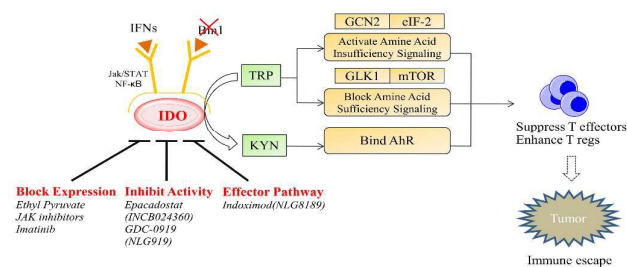 IFNs
Bin1
Jak/STAT
NF-κB
IDO
TRP
KYN
GCN2 eIF-2
Activate Amino Acid
Insufficiency Signaling
GLK1 mTOR
Block Amino Acid
Sufficiency Signaling
Bind AhR
Suppress T effectors
Enhance T regs
Tumor
Immune escape
Block Expression
Ethyl Pyruvate
JAK inhibitors
Imatinib
Inhibit Activity
Epacadostat
(INCB024360)
GDC-0919
(NLG919)
Effector Pathway
Indoximod(NLG8189)